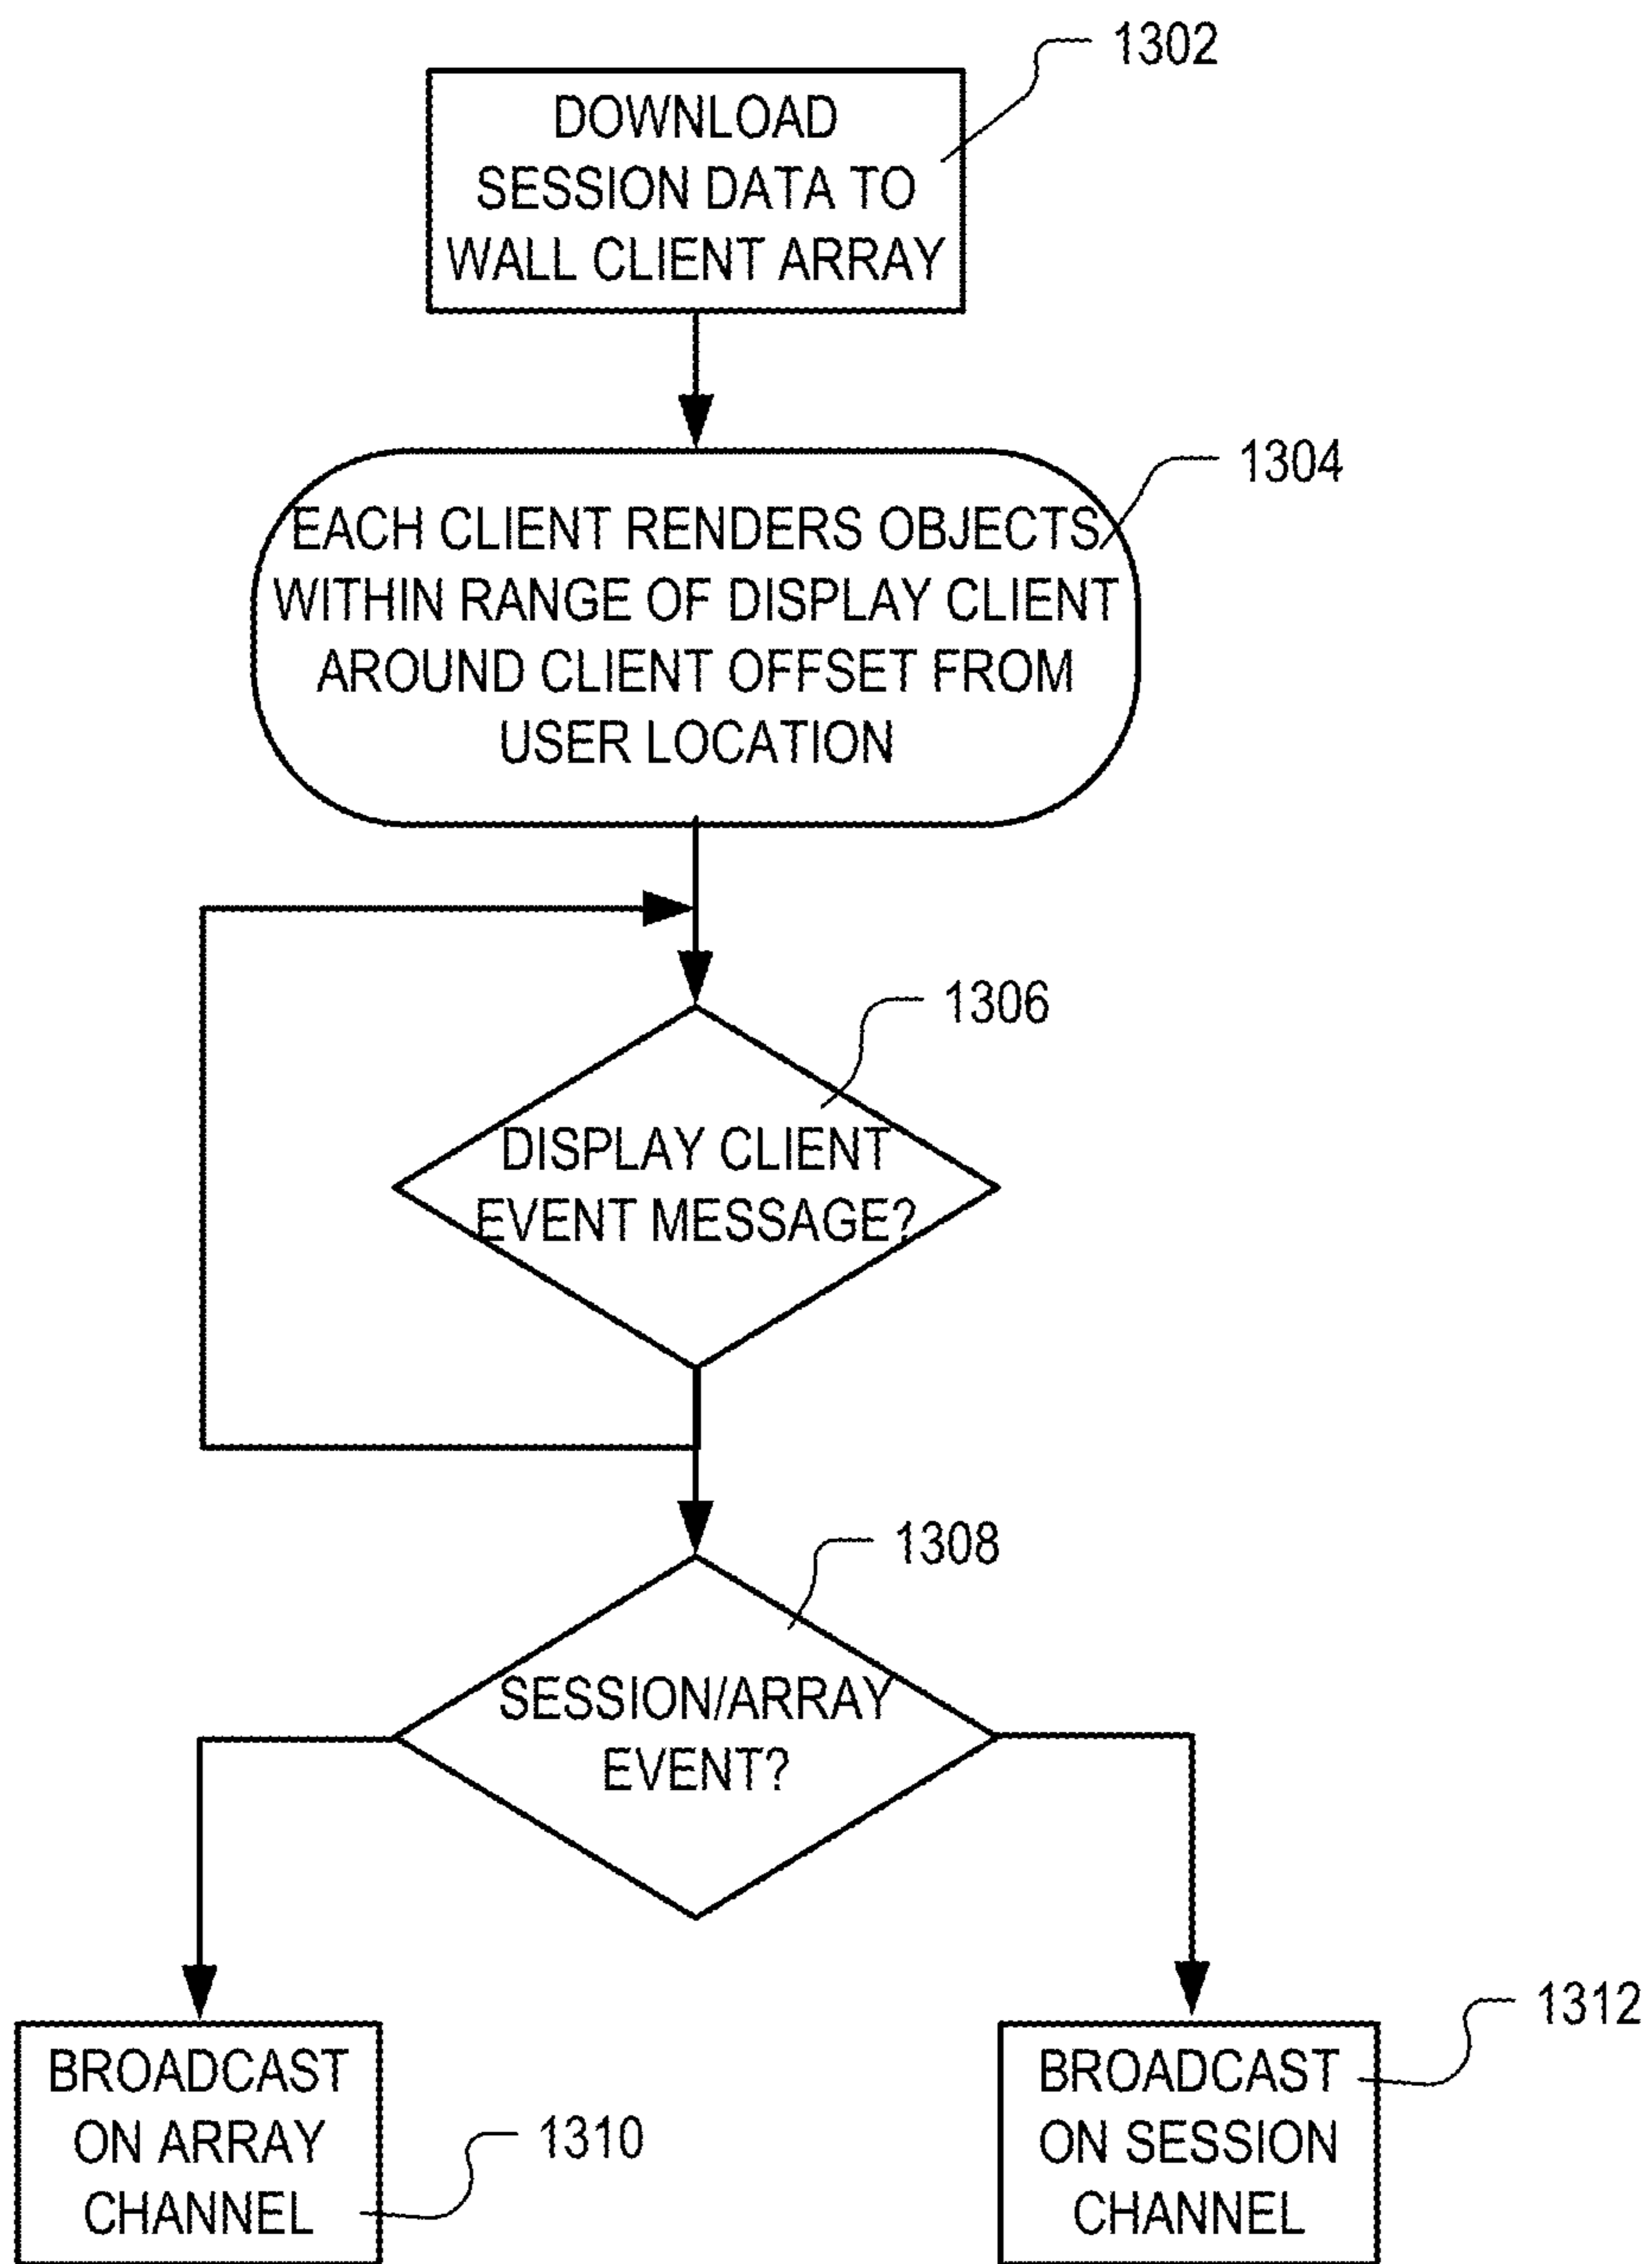 1302
DOWNLOAD
SESSION DATA TO
WALL CLIENT ARRAY
1304
EACH CLIENT RENDERS OBJECTS
WITHIN RANGE OF DISPLAY CLIENT
AROUND CLIENT OFFSET FROM
USER LOCATION
1306
DISPLAY CLIENT
EVENT MESSAGE?
1308
SESSION/ARRAY
EVENT?
BROADCAST
ON ARRAY
CHANNEL
1310
1312
BROADCAST
ON SESSION
CHANNEL